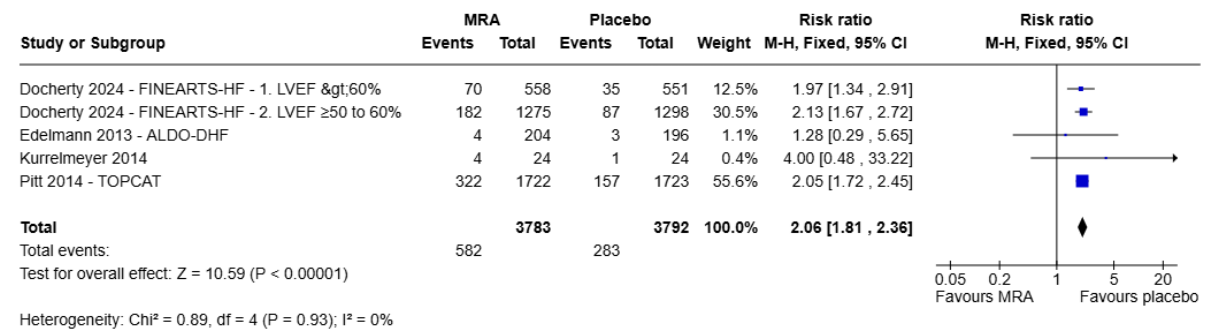 MRA Placebo Risk ratio Risk ratio
Study or Subgroup Events Total Events Total Weight M-H, Fixed, 95% CI M-H, Fixed, 95% CI
Docherty 2024 - FINEARTS-HF - 1. LVEF &gt;60% 70 558 35 551 12.5% 1.97 [1.34 , 2.91]
Docherty 2024 - FINEARTS-HF - 2. LVEF ≥50 to 60% 182 1275 87 1298 30.5% 2.13 [1.67 , 2.72]
Edelmann 2013 - ALDO-DHF 4 204 3 196 1.1% 1.28 [0.29 , 5.65]
Kurrelmeyer 2014 4 24 1 24 0.4% 4.00 [0.48 , 33.22]
Pitt 2014 - TOPCAT 322 1722 157 1723 55.6% 2.05 [1.72 , 2.45]
Total 3783 3792 100.0% 2.06 [1.81 , 2.36]
Total events: 582 283
Test for overall effect: Z = 10.59 (P < 0.00001)
0.05 0.2 1 5 20
Favours MRA Favours placebo
Heterogeneity: Chi² = 0.89, df = 4 (P = 0.93); I² = 0%